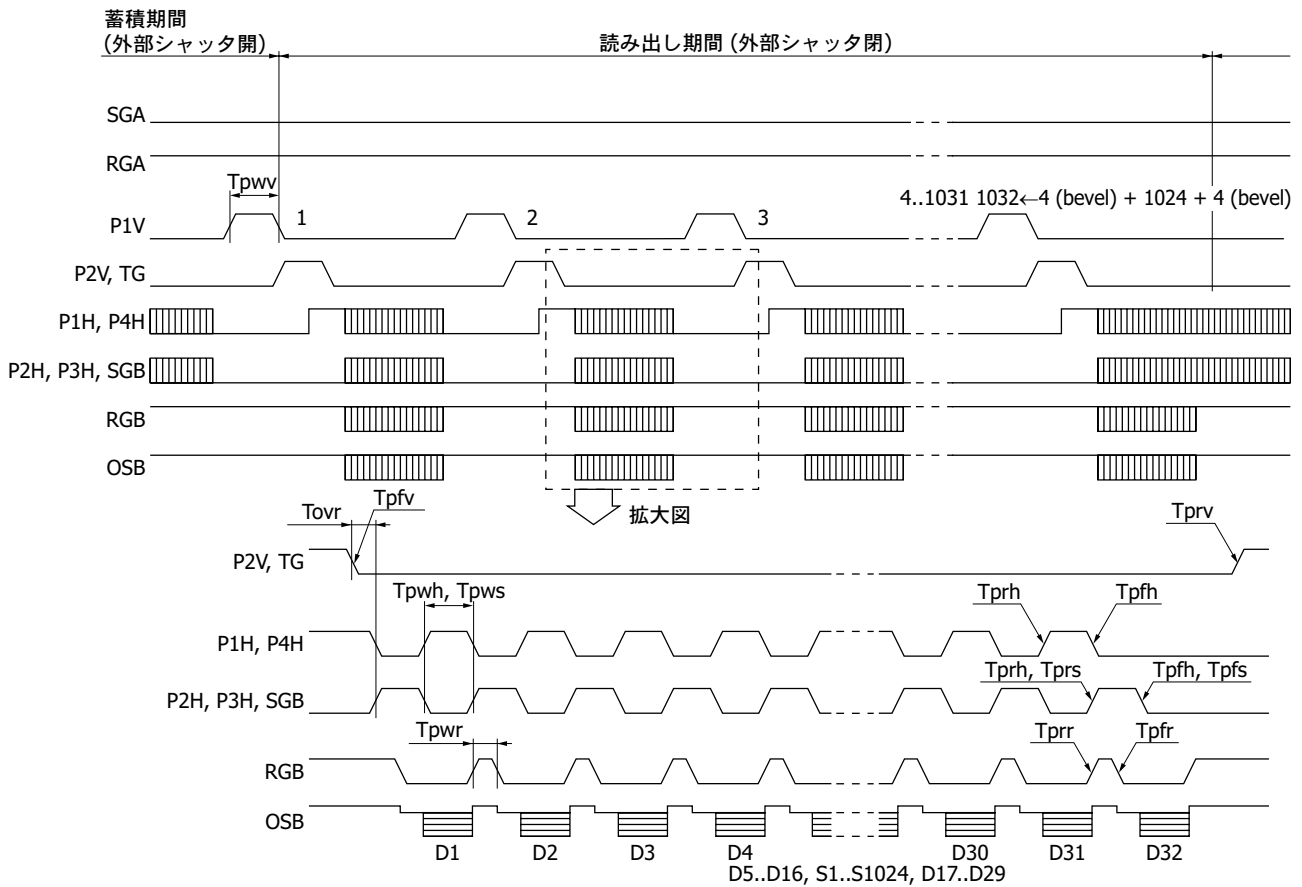 蓄積期間
(外部シャッタ開)
読み出し期間 (外部シャッタ閉)
SGA
RGA
Tpwv
4..1031 1032←4 (bevel) + 1024 + 4 (bevel)
P1V
1
2
3
P2V, TG
P1H, P4H
P2H, P3H, SGB
RGB
OSB
拡大図
Tovr
Tpfv
Tprv
P2V, TG
Tpwh, Tpws
Tprh
Tpfh
P1H, P4H
Tprh, Tprs
Tpfh, Tpfs
P2H, P3H, SGB
Tpwr
Tprr
Tpfr
RGB
OSB
D1
D2
D3
D4
D30
D31
D32
D5..D16, S1..S1024, D17..D29